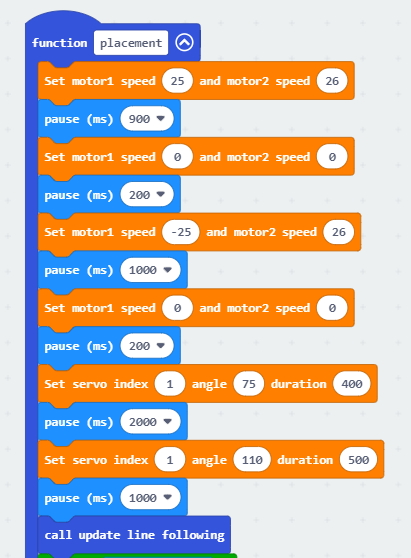 function placement
Set motor1 speed 25 and motor2 speed 26
pause (ms) 900
Set motor1 speed 0 and motor2 speed 0
pause (ms) 200
Set motor1 speed -25 and motor2 speed 26
pause (ms) 1000
Set motor1 speed 0 and motor2 speed 0
pause (ms) 200
Set servo index 1 angle 75 duration 400
pause (ms) 2000
Set servo index 1 angle 110 duration 500
pause (ms) 1000
call update line following